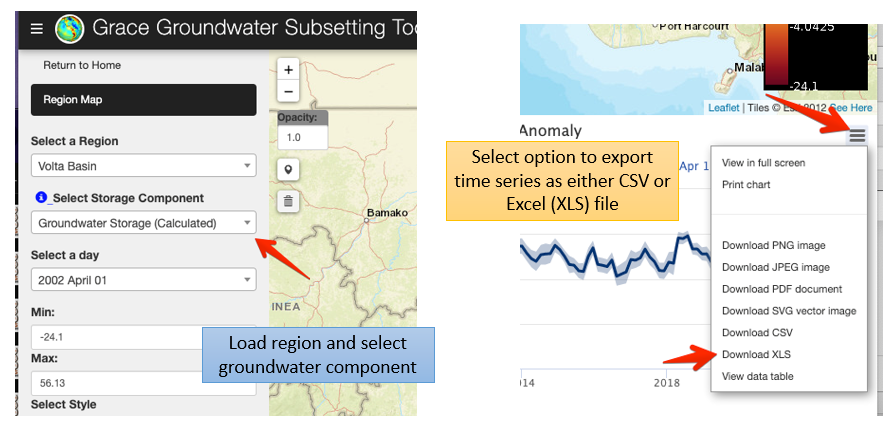 Grace Groundwater Subsetting Too
Return to Home
Region Map
Select a Region
Volta Basin
Select Storage Component
Groundwater Storage (Calculated)
Select a day
2002 April 01
Min:
-24.1
Max:
56.13
Select Style
+
−
Opacity:
1.0
Bamako
INEA
Load region and select
groundwater component
Port Harcourt
Malab
-4.0425
-24.1
ou
Leaflet | Tiles © Esri 2012 See Here
Anomaly
Apr 1
Select option to export
time series as either CSV or
Excel (XLS) file
View in full screen
Print chart
Download PNG image
Download JPEG image
Download PDF document
Download SVG vector image
Download CSV
Download XLS
View data table
014
2018